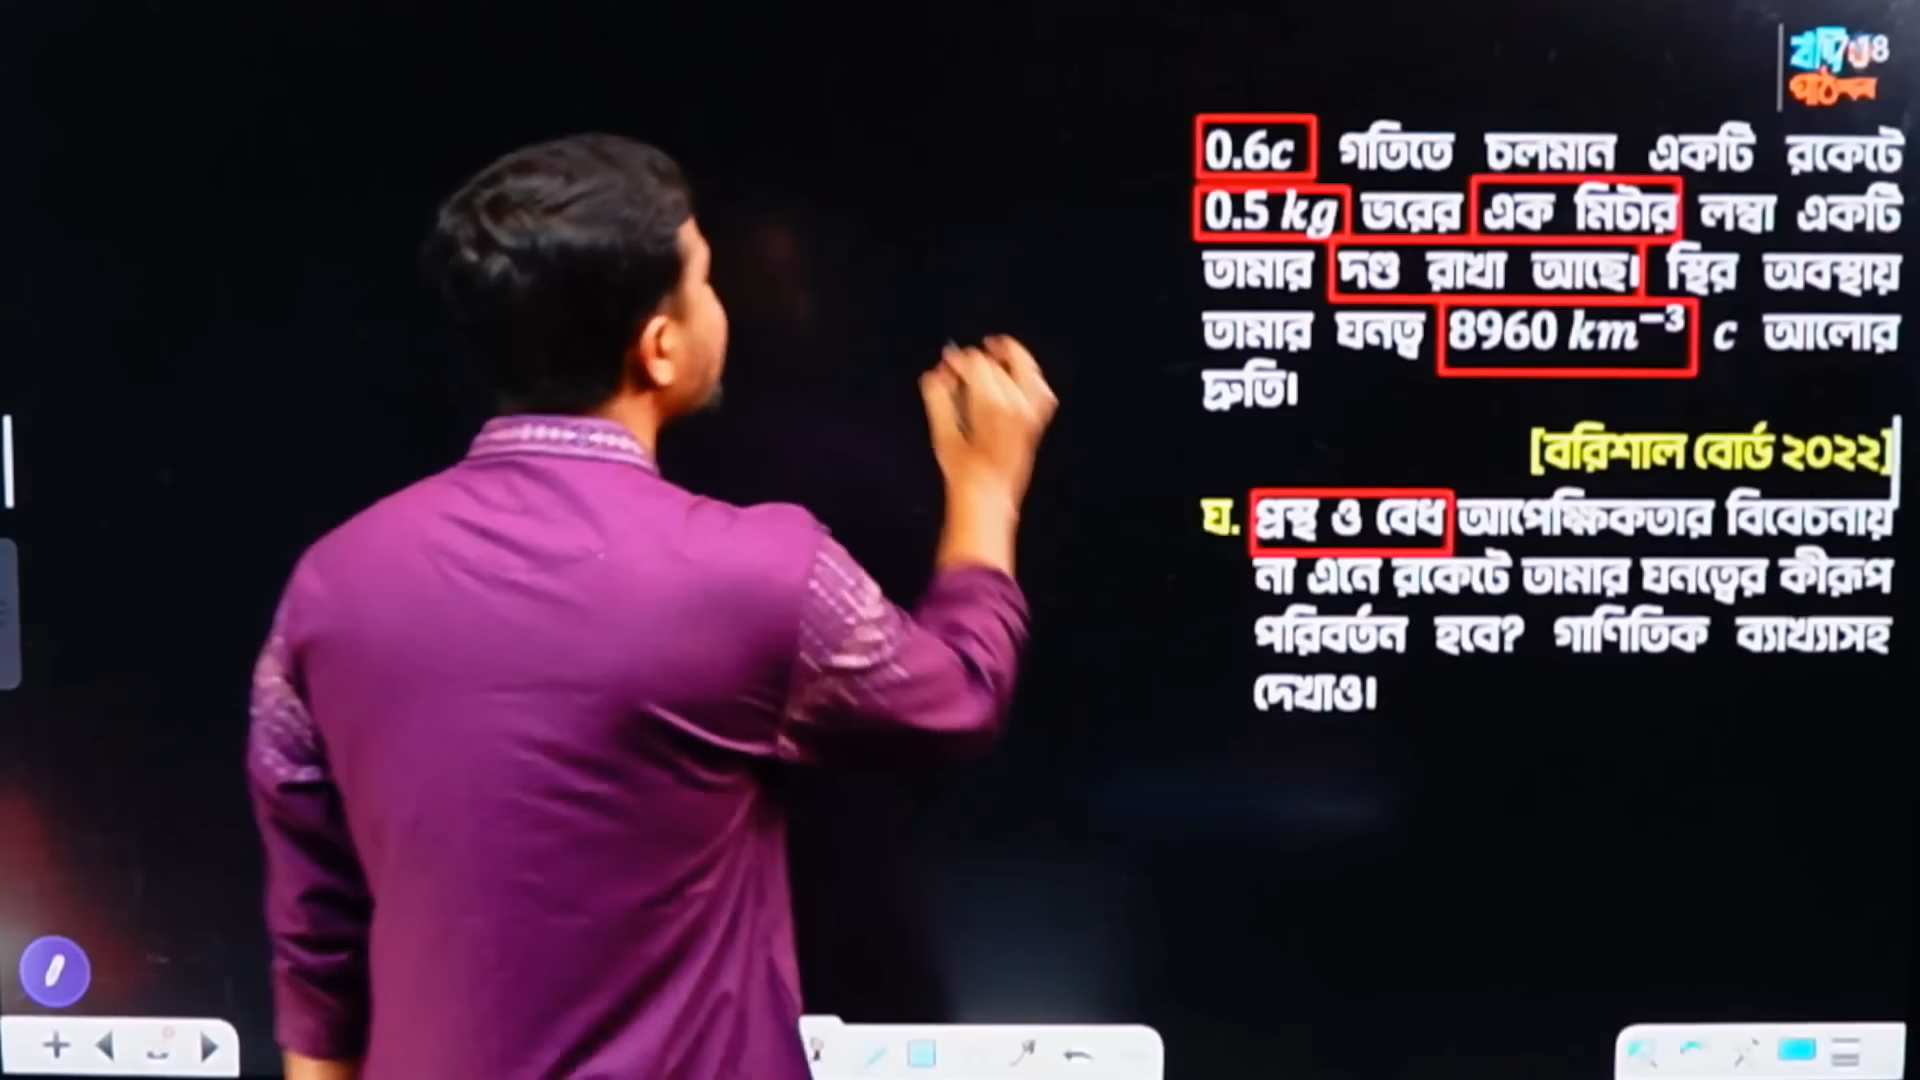 0.6c গতিতে চলমান একটি রকেটে
0.5 kg ভরের এক মিটার লম্বা একটি
তামার দণ্ড রাখা আছে। স্থির অবস্থায়
তামার ঘনত্ব 8960 km⁻³ c আলোর
দ্রুতি।
[বরিশাল বোর্ড ২০২২]
ঘ. প্রস্থ ও বেধ আপেক্ষিকতার বিবেচনায়
না এনে রকেটে তামার ঘনত্বের কীরূপ
পরিবর্তন হবে? গাণিতিক ব্যাখ্যাসহ
দেখাও।